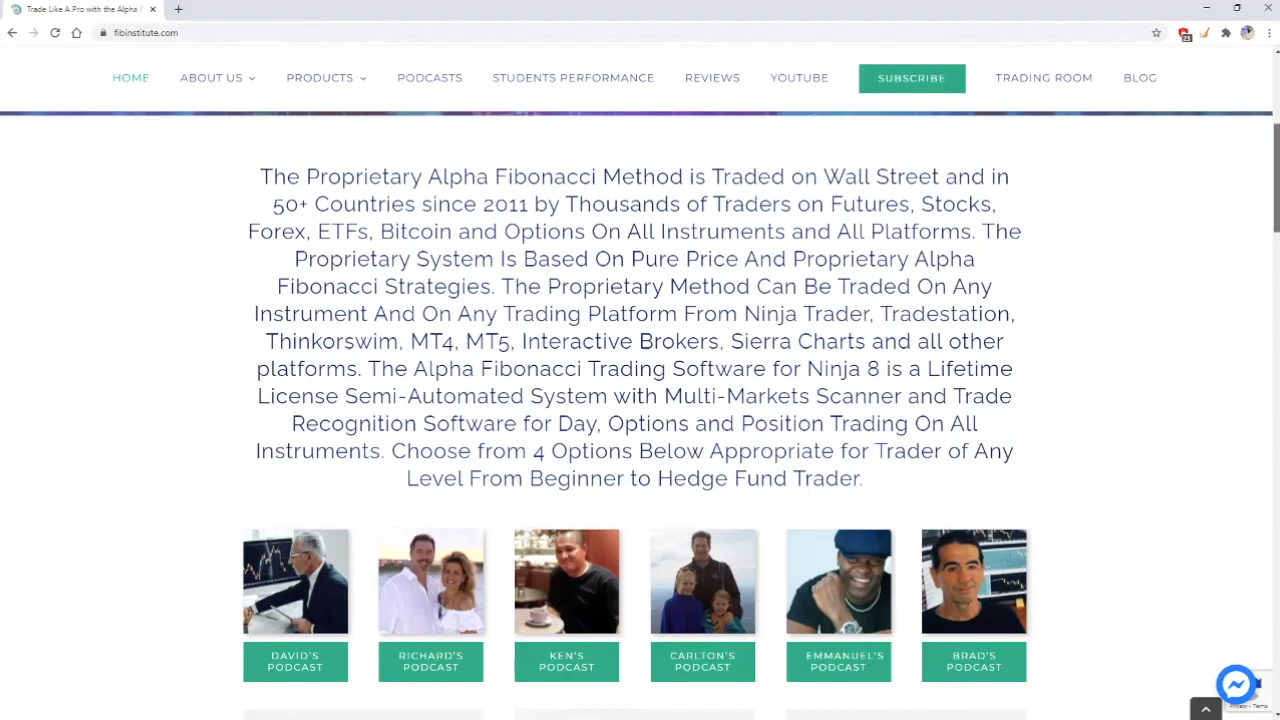 Trade Like A Pro with the Alpha
fibinstitute.com
23
HOME ABOUT US PRODUCTS PODCASTS STUDENTS PERFORMANCE REVIEWS YOUTUBE SUBSCRIBE TRADING ROOM BLOG
The Proprietary Alpha Fibonacci Method is Traded on Wall Street and in
50+ Countries since 2011 by Thousands of Traders on Futures, Stocks,
Forex, ETFs, Bitcoin and Options On All Instruments and All Platforms. The
Proprietary System Is Based On Pure Price And Proprietary Alpha
Fibonacci Strategies. The Proprietary Method Can Be Traded On Any
Instrument And On Any Trading Platform From Ninja Trader, Tradestation,
Thinkorswim, MT4, MT5, Interactive Brokers, Sierra Charts and all other
platforms. The Alpha Fibonacci Trading Software for Ninja 8 is a Lifetime
License Semi-Automated System with Multi-Markets Scanner and Trade
Recognition Software for Day, Options and Position Trading On All
Instruments. Choose from 4 Options Below Appropriate for Trader of Any
Level From Beginner to Hedge Fund Trader.
DAVID'S
PODCAST
RICHARD'S
PODCAST
KEN'S
PODCAST
CARLTON'S
PODCAST
EMMANUEL'S
PODCAST
BRAD'S
PODCAST
Privacy - Terms